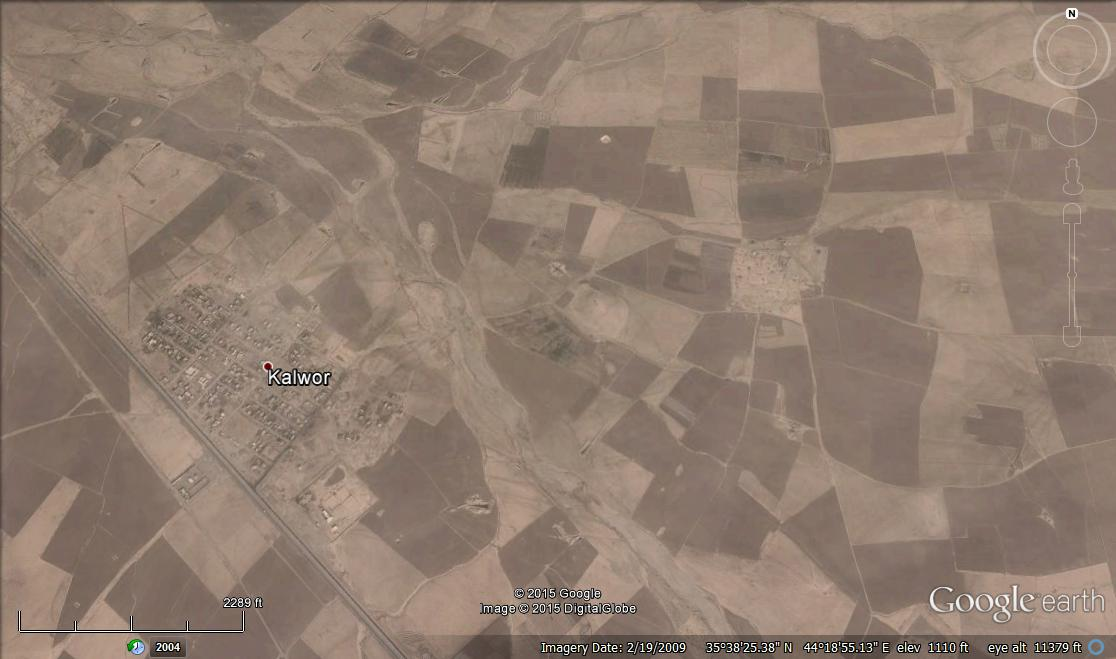 N
Kalwor
© 2015 Google
Image © 2015 DigitalGlobe
Google earth
2289 ft
2004
Imagery Date: 2/19/2009 35°38'25.38" N 44°18'55.13" E elev 1110 ft eye alt 11379 ft